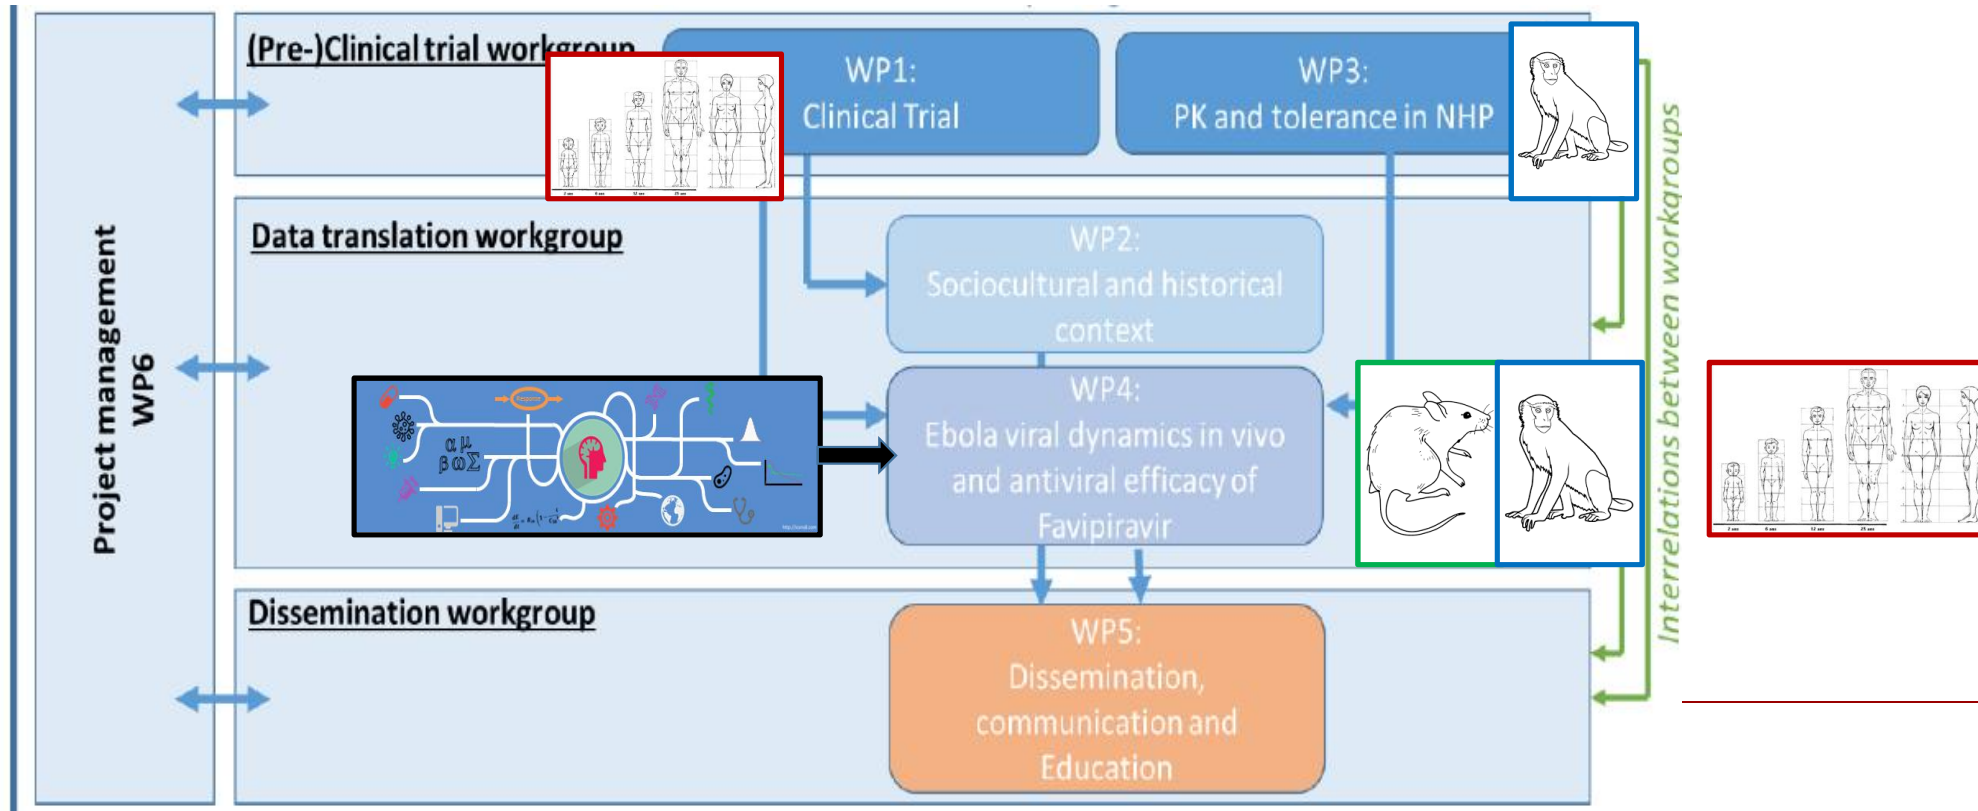 (Pre-)Clinical trial workgroup
WP1:
Clinical Trial
WP3:
PK and tolerance in NHP
Project management
WP6
Interrelations between workgroups
Data translation workgroup
WP2:
Sociocultural and historical
context
WP4:
Ebola viral dynamics in vivo
and antiviral efficacy of
Favipiravir
Response
α μ
β ω Σ
Dissemination workgroup
WP5:
Dissemination,
communication and
Education